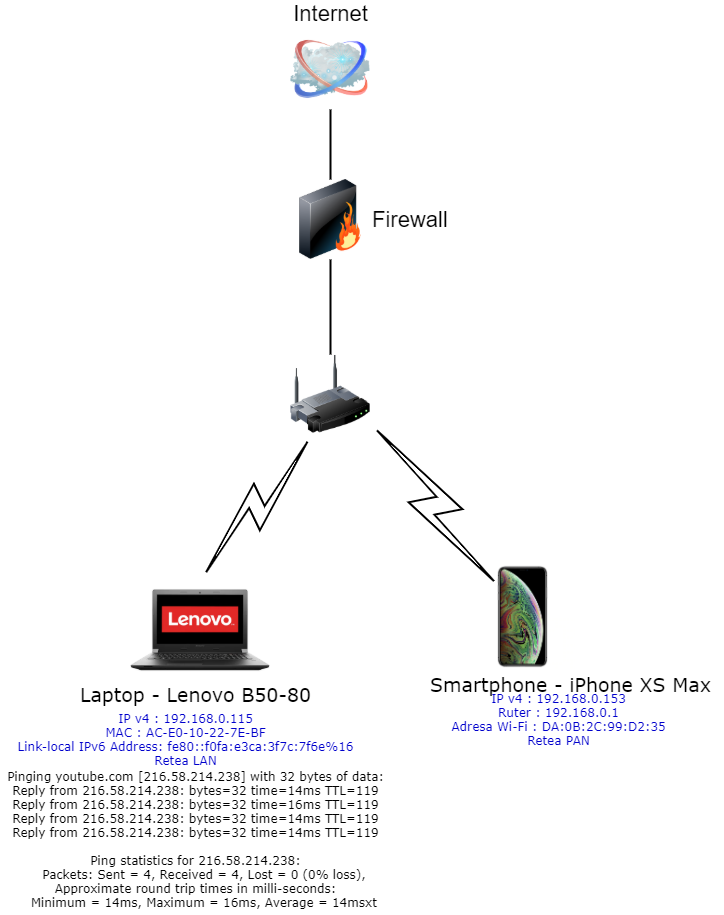 Internet
Firewall
Lenovo
Laptop - Lenovo B50-80
IP v4 : 192.168.0.115
MAC : AC-E0-10-22-7E-BF
Link-local IPv6 Address: fe80::f0fa:e3ca:3f7c:7f6e%16
Retea LAN
Pinging youtube.com [216.58.214.238] with 32 bytes of data:
Reply from 216.58.214.238: bytes=32 time=14ms TTL=119
Reply from 216.58.214.238: bytes=32 time=16ms TTL=119
Reply from 216.58.214.238: bytes=32 time=14ms TTL=119
Reply from 216.58.214.238: bytes=32 time=14ms TTL=119
Ping statistics for 216.58.214.238:
Packets: Sent = 4, Received = 4, Lost = 0 (0% loss),
Approximate round trip times in milli-seconds:
Minimum = 14ms, Maximum = 16ms, Average = 14msxt
Smartphone - iPhone XS Max
IP v4 : 192.168.0.153
Ruter : 192.168.0.1
Adresa Wi-Fi : DA:0B:2C:99:D2:35
Retea PAN